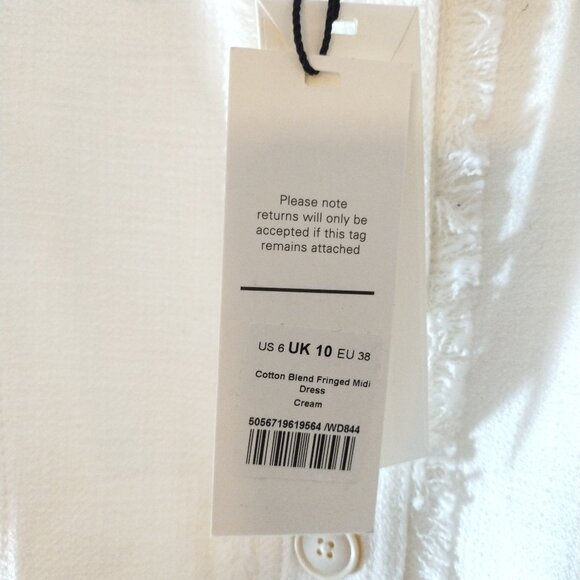 Please note
returns will only be
accepted if this tag
remains attached
US 6 UK 10 EU 38
Cotton Blend Fringed Midi
Dress
Cream
5056719619564 /WD844